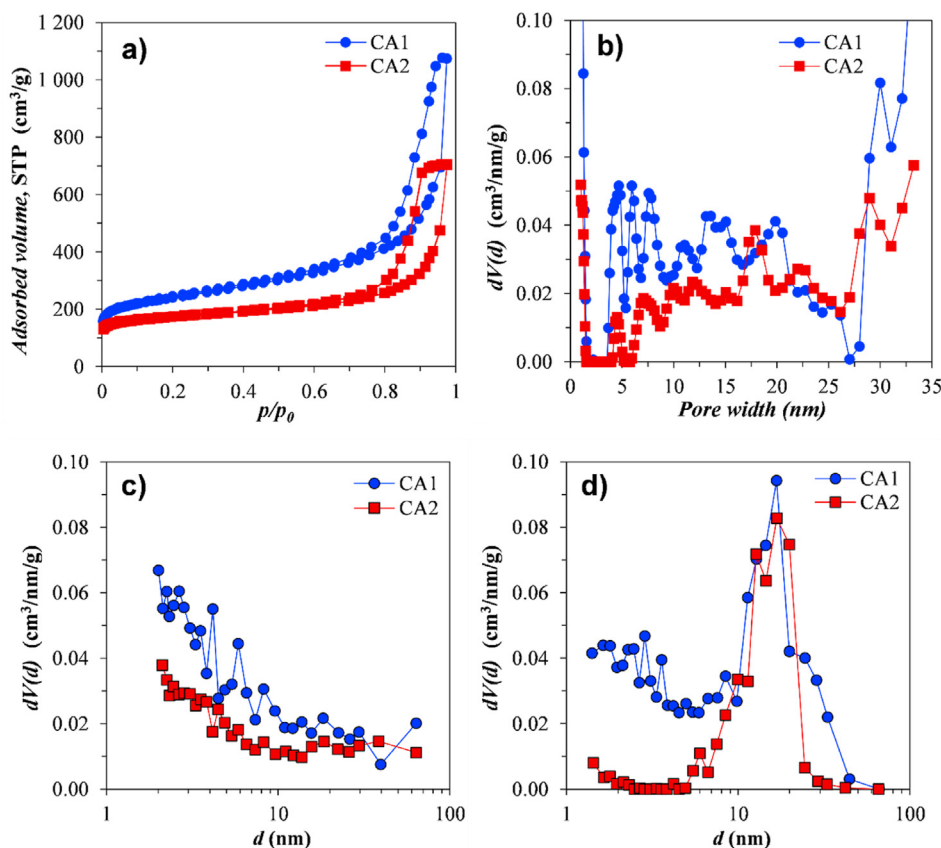 a)
CA1
CA2
1 200
1 000
800
600
400
200
0
0
0.2
0.4
0.6
0.8
1
Adsorbed volume, STP (cm³/g)
p/p₀
b)
CA1
CA2
0.10
0.08
0.06
0.04
0.02
0.00
0
5
10
15
20
25
30
35
dV(d) (cm³/nm/g)
Pore width (nm)
c)
CA1
CA2
0.10
0.08
0.06
0.04
0.02
0.00
1
10
100
dV(d) (cm³/nm/g)
d (nm)
d)
CA1
CA2
0.10
0.08
0.06
0.04
0.02
0.00
1
10
100
dV(d) (cm³/nm/g)
d (nm)